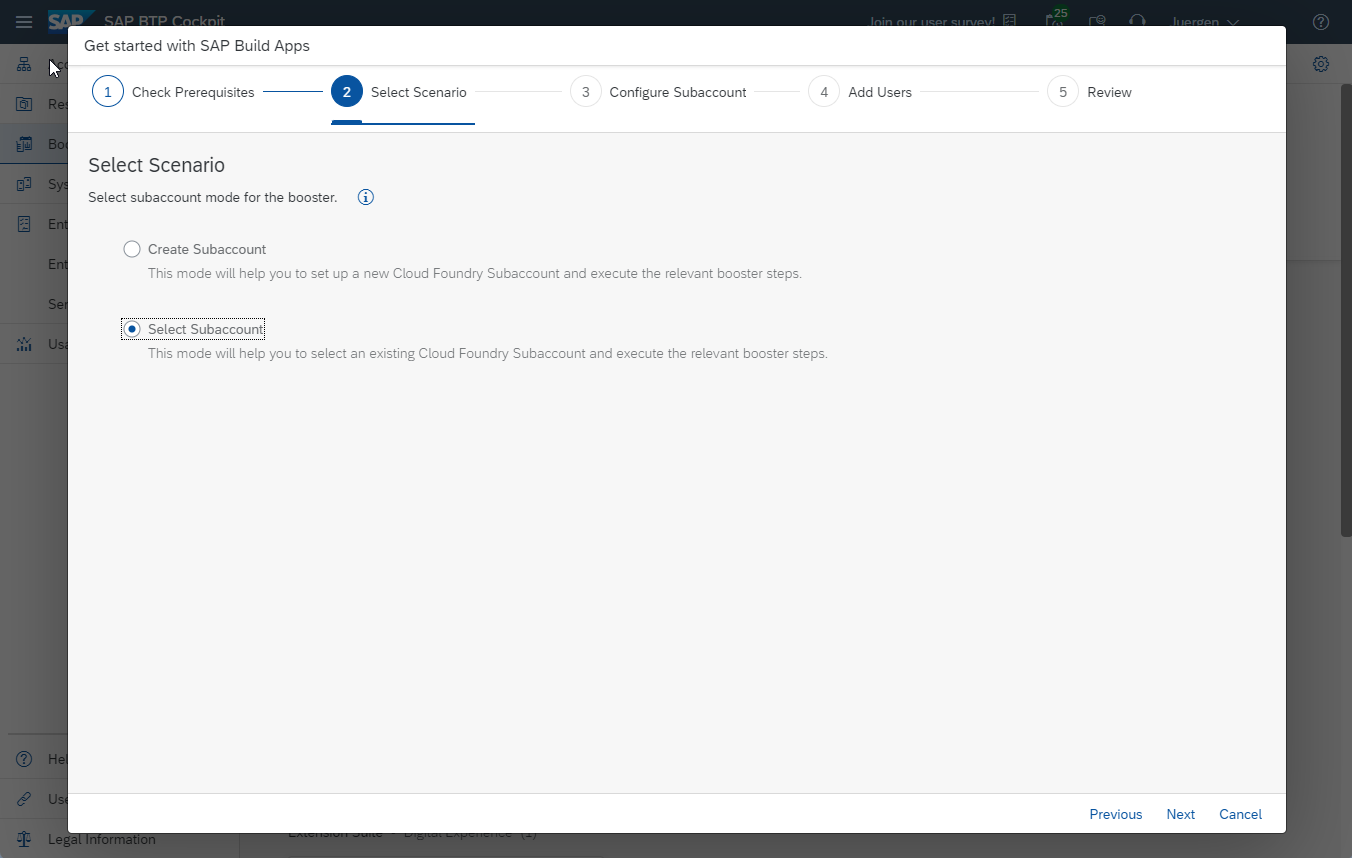 SAP SAP BTP Cockpit Join our user survey! 25 Juergen
Get started with SAP Build Apps
1 Check Prerequisites 2 Select Scenario 3 Configure Subaccount 4 Add Users 5 Review
Select Scenario
Select subaccount mode for the booster.
Create Subaccount
This mode will help you to set up a new Cloud Foundry Subaccount and execute the relevant booster steps.
Select Subaccount
This mode will help you to select an existing Cloud Foundry Subaccount and execute the relevant booster steps.
Res
Boo
Sys
Ent
Ent
Ser
Usa
Hel
Use
Legal Information
Previous Next Cancel
Extension Suite - Digital Experience (1)